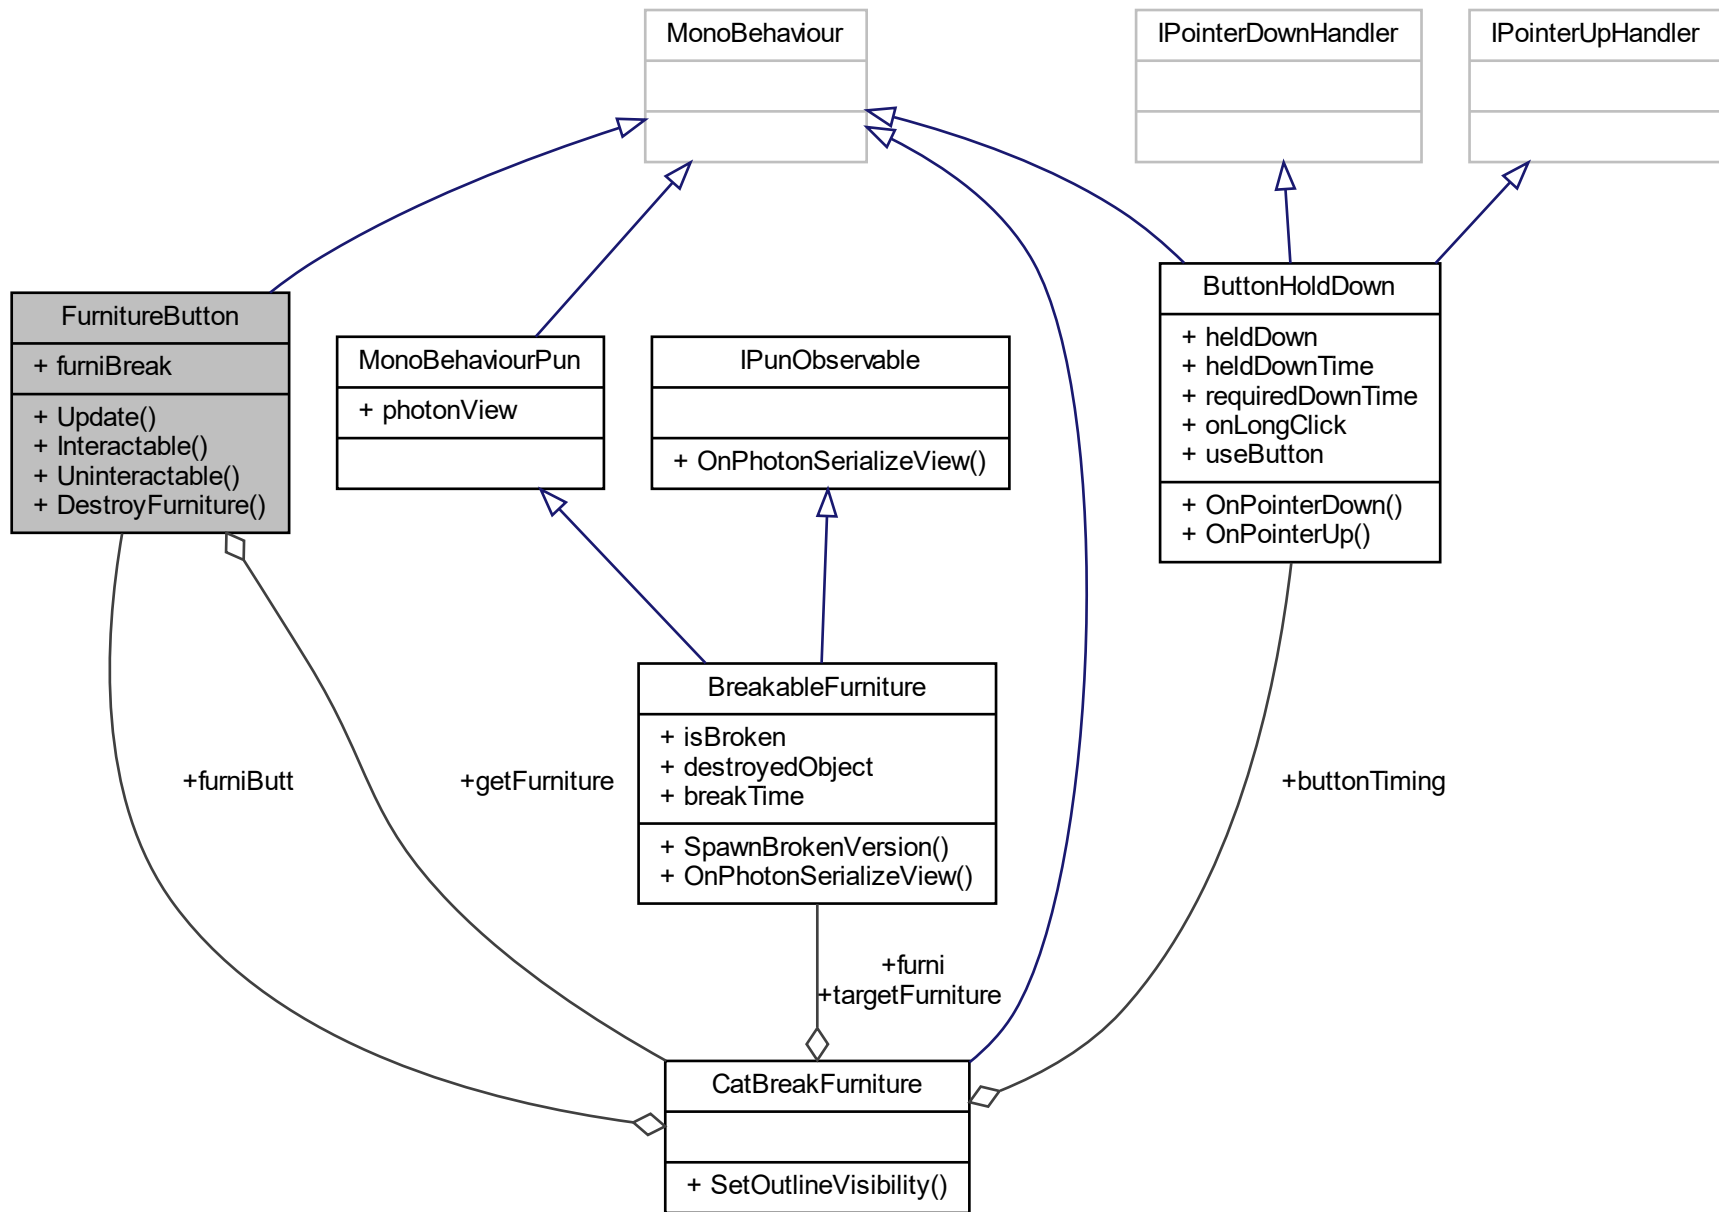 MonoBehaviour
IPointerDownHandler
IPointerUpHandler
FurnitureButton
+ furniBreak
+ Update()
+ Interactable()
+ Uninteractable()
+ DestroyFurniture()
MonoBehaviourPun
+ photonView
IPunObservable
+ OnPhotonSerializeView()
ButtonHoldDown
+ heldDown
+ heldDownTime
+ requiredDownTime
+ onLongClick
+ useButton
+ OnPointerDown()
+ OnPointerUp()
BreakableFurniture
+ isBroken
+ destroyedObject
+ breakTime
+ SpawnBrokenVersion()
+ OnPhotonSerializeView()
+furniButt
+getFurniture
+buttonTiming
+furni
+targetFurniture
CatBreakFurniture
+ SetOutlineVisibility()